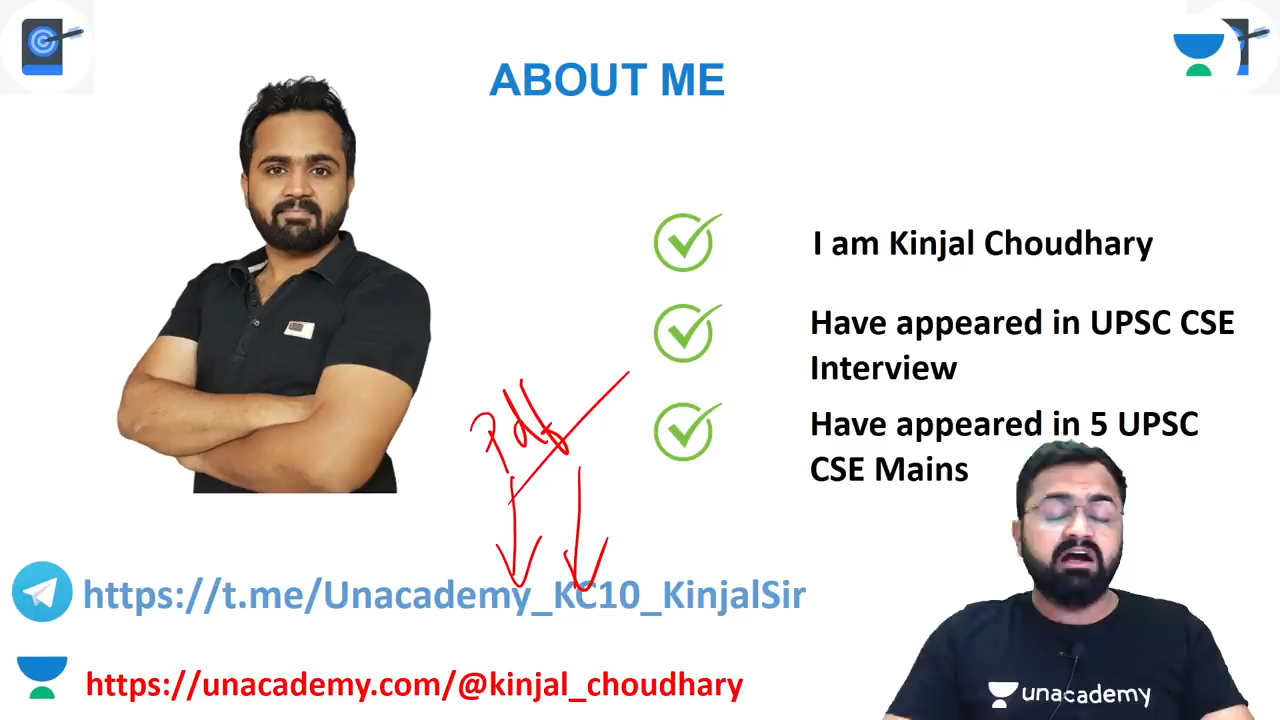 ABOUT ME
I am Kinjal Choudhary
Have appeared in UPSC CSE
Interview
Have appeared in 5 UPSC
CSE Mains
Pdf
https://t.me/Unacademy_KC10_KinjalSir
https://unacademy.com/@kinjal_choudhary
unacademy